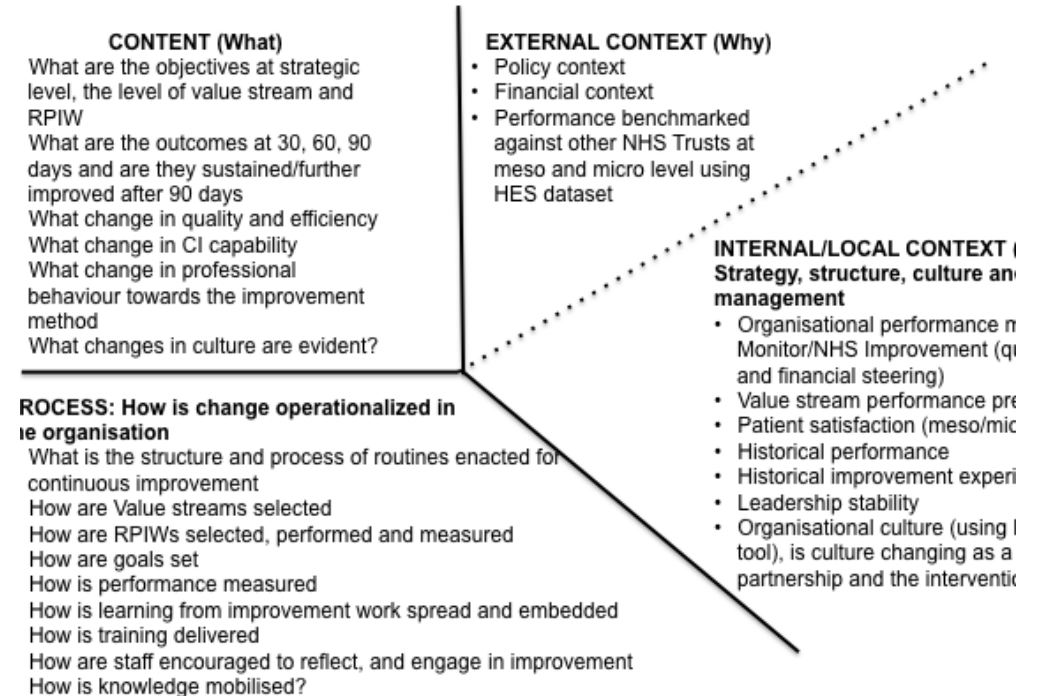 CONTENT (What)
What are the objectives at strategic
level, the level of value stream and
RPIW
What are the outcomes at 30, 60, 90
days and are they sustained/further
improved after 90 days
What change in quality and efficiency
What change in CI capability
What change in professional
behaviour towards the improvement
method
What changes in culture are evident?
EXTERNAL CONTEXT (Why)
• Policy context
• Financial context
• Performance benchmarked
against other NHS Trusts at
meso and micro level using
HES dataset
INTERNAL/LOCAL CONTEXT (
Strategy, structure, culture an
management
• Organisational performance
Monitor/NHS Improvement
and financial steering)
• Value stream performance
• Patient satisfaction
• Historical performance
• Historical improvement
• Leadership stability
• Organisational culture (using
tool), is culture changing as a
partnership and the
ROCESS: How is change operationalized in
organisation
What is the structure and process of routines enacted for
continuous improvement
How are Value streams selected
How are RPIWs selected, performed and measured
How are goals set
How is performance measured
How is learning from improvement work spread and embedded
How is training delivered
How are staff encouraged to reflect, and engage in improvement
How is knowledge mobilised?